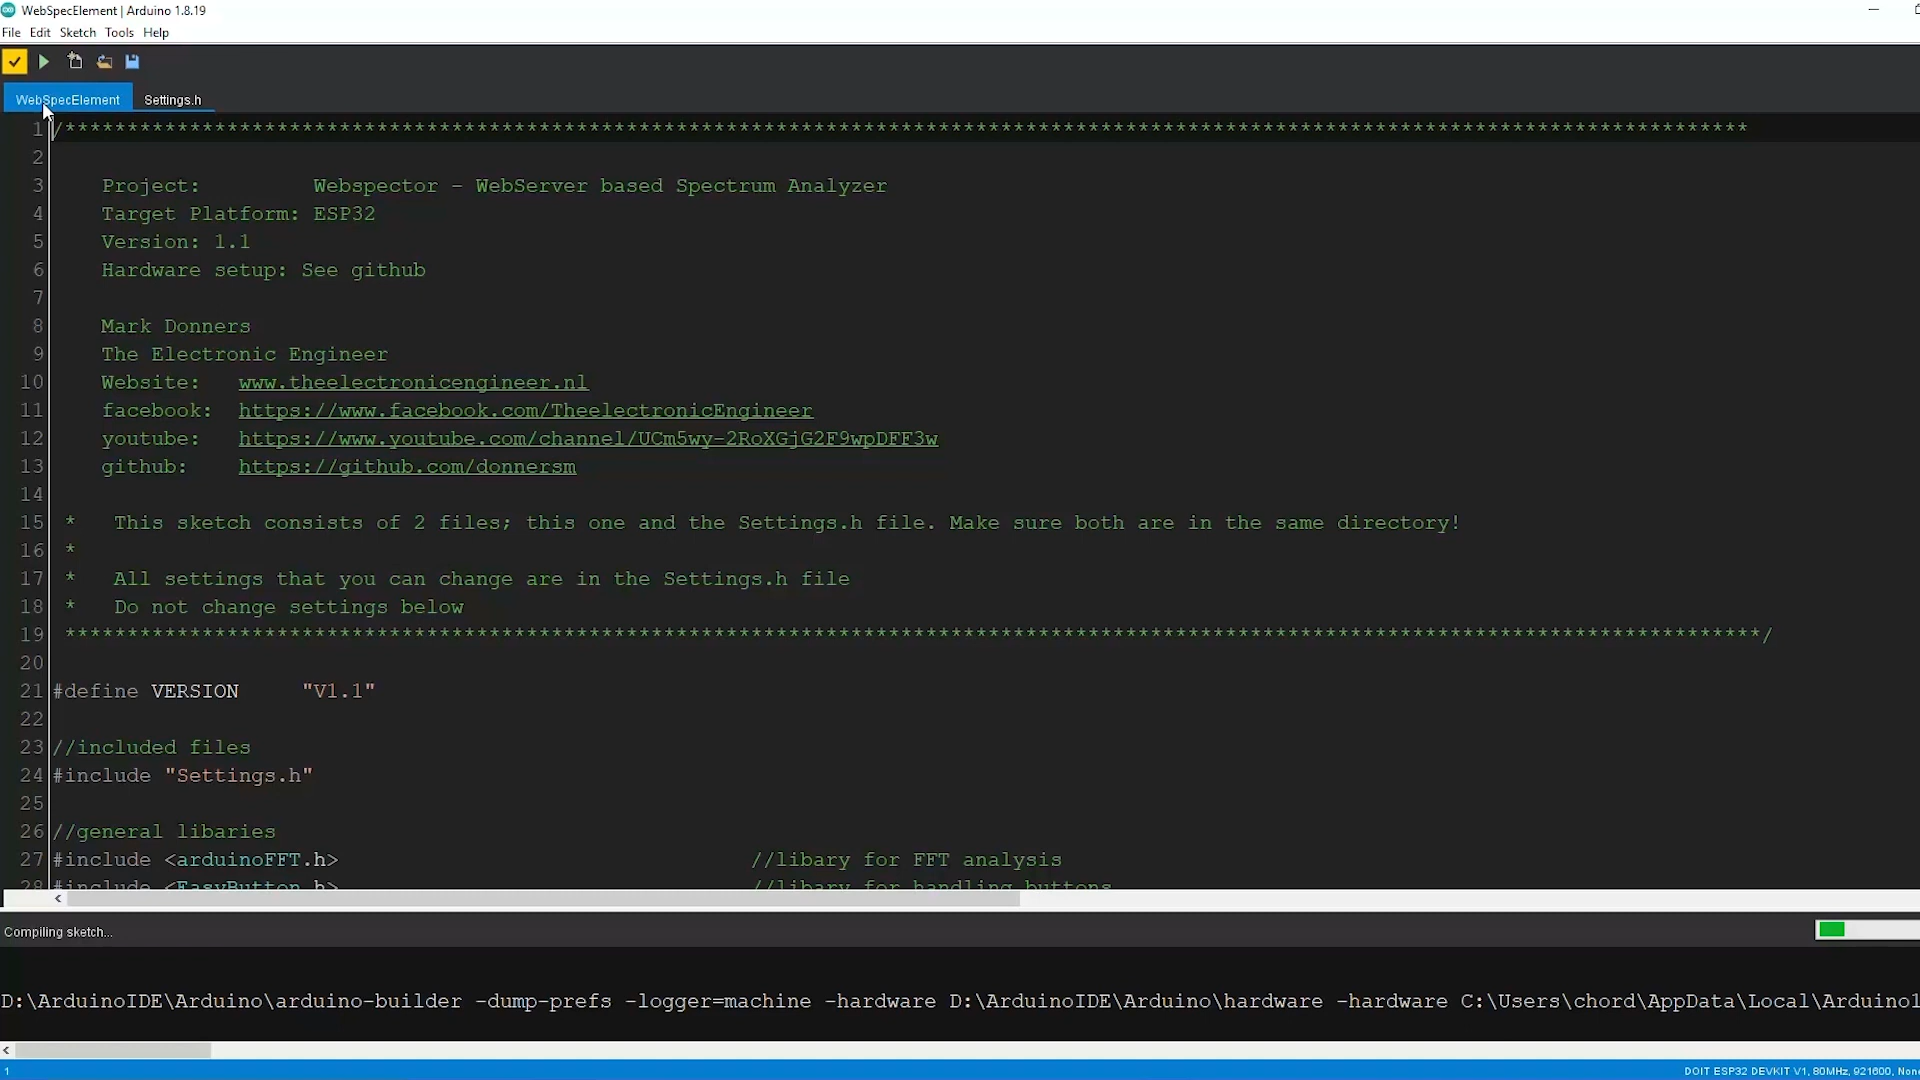 WebSpecElement | Arduino 1.8.19
File Edit Sketch Tools Help
WebSpecElement Settings.h
1 /****************************************************************************************************************************************
2
3 Project: Webspector - WebServer based Spectrum Analyzer
4 Target Platform: ESP32
5 Version: 1.1
6 Hardware setup: See github
7
8 Mark Donners
9 The Electronic Engineer
10 Website: www.theelectronicengineer.nl
11 facebook: https://www.facebook.com/TheelectronicEngineer
12 youtube: https://www.youtube.com/channel/UCm5wy-2RoXGjG2F9wpDFF3w
13 github: https://github.com/donnersm
14
15 * This sketch consists of 2 files; this one and the Settings.h file. Make sure both are in the same directory!
16 *
17 * All settings that you can change are in the Settings.h file
18 * Do not change settings below
19 ****************************************************************************************************************************************/
20
21 #define VERSION "V1.1"
22
23 //included files
24 #include "Settings.h"
25
26 //general libaries
27 #include <arduinoFFT.h> //libary for FFT analysis
28 #include <EasyButton.h> //libary for handling buttons
Compiling sketch...
D:\ArduinoIDE\Arduino\arduino-builder -dump-prefs -logger=machine -hardware D:\ArduinoIDE\Arduino\hardware -hardware C:\Users\chord\AppData\Local\Arduino1
1 DOIT ESP32 DEVKIT V1, 80MHz, 921600, None